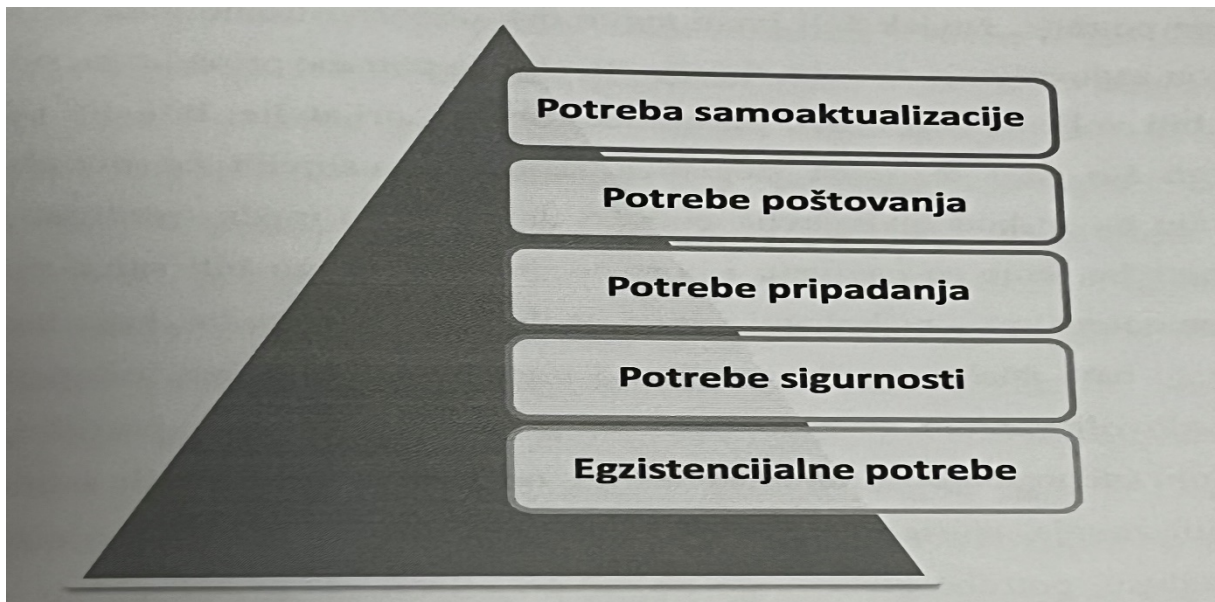 Potreba samoaktualizacije
Potrebe poštovanja
Potrebe pripadanja
Potrebe sigurnosti
Egzistencijalne potrebe